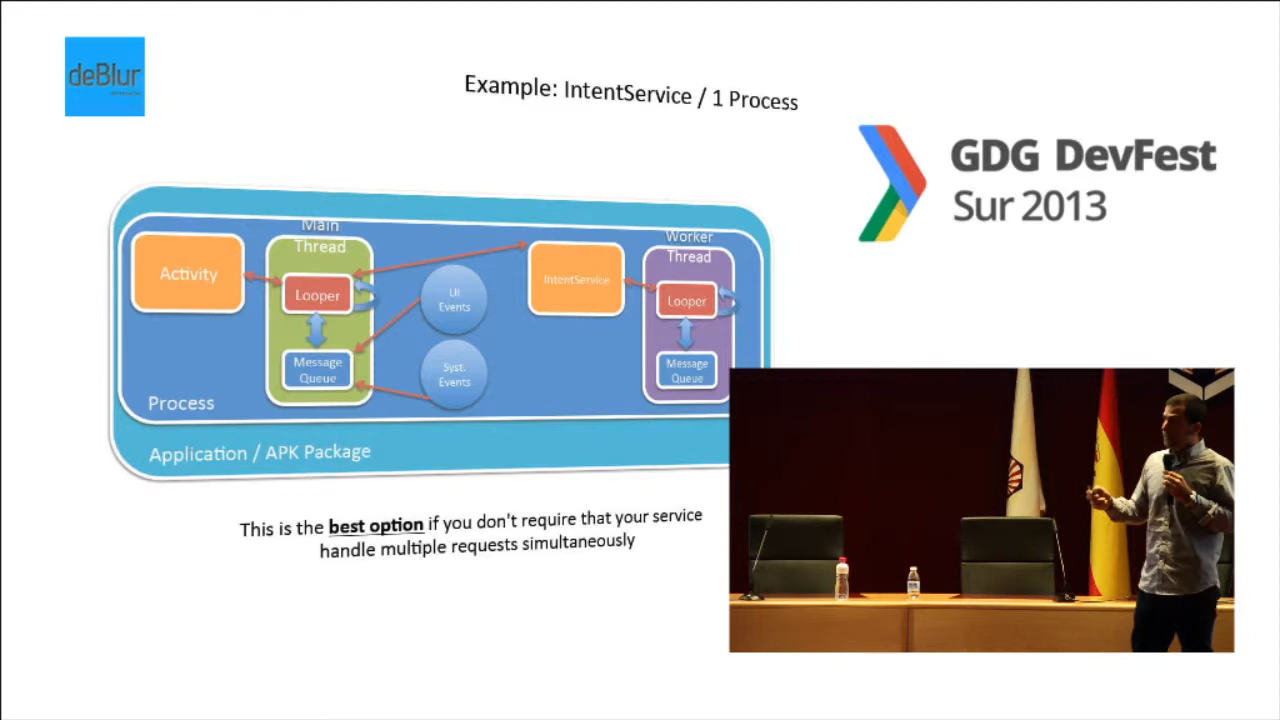 deBlur
Example: IntentService / 1 Process
GDG DevFest
Sur 2013
Main
Thread
Worker
Thread
Activity
Looper
UI
Events
IntentService
Looper
Message
Queue
Syst.
Events
Message
Queue
Process
Application / APK Package
This is the best option if you don't require that your service
handle multiple requests simultaneously